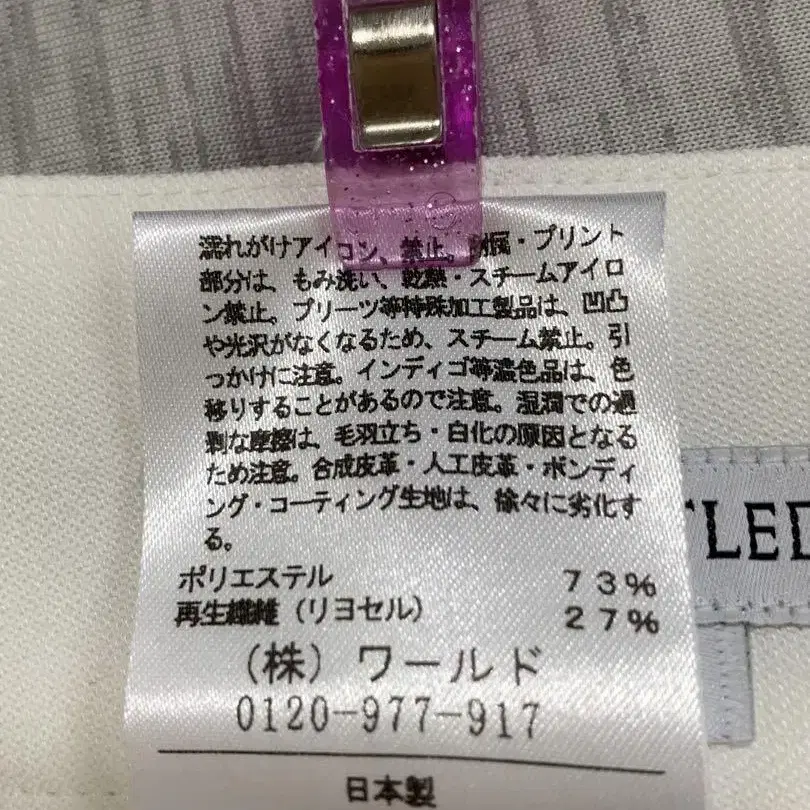 濡れがけアイロン、禁止。付属・プリント
部分は、もみ洗い、乾熱・スチームアイロ
ン禁止。プリーツ等特殊加工製品は、凹凸
や光沢がなくなるため、スチーム禁止。引
っかけに注意。インディゴ等濃色品は、色
移りすることがあるので注意。湿潤での過
剰な摩擦は、毛羽立ち・白化の原因となる
ため注意。合成皮革・人工皮革・ボンディ
ング・コーティング生地は、徐々に劣化す
る。
ポリエステル 73%
再生繊維（リヨセル） 27%
（株）ワールド
0120-977-917
日本製
TLED